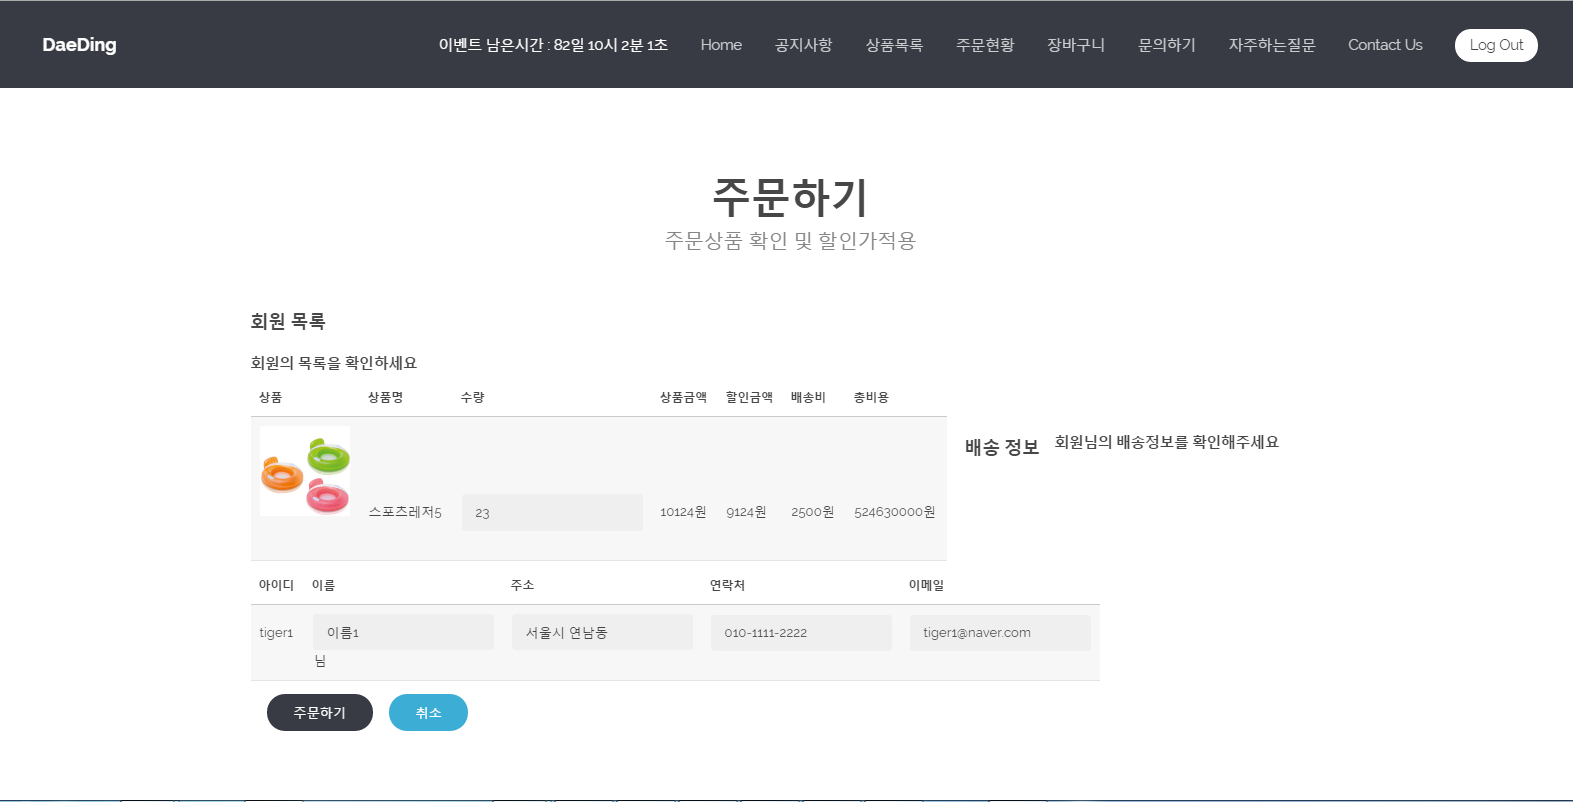 DaeDing 이벤트 남은시간 : 82일 10시 2분 1초 Home 공지사항 상품목록 주문현황 장바구니 문의하기 자주하는질문 Contact Us Log Out
주문하기
주문상품 확인 및 할인가적용
회원 목록
회원의 목록을 확인하세요
상품 상품명 수량 상품금액 할인금액 배송비 총비용
스포츠레저5 23 10124원 9124원 2500원 524630000원
배송 정보 회원님의 배송정보를 확인해주세요
아이디 이름 주소 연락처 이메일
tiger1 이름1 서울시 연남동 010-1111-2222 tiger1@naver.com
님
주문하기 취소